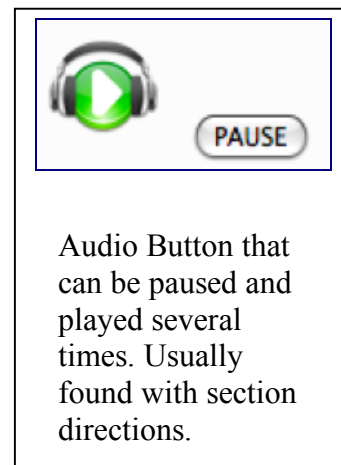 PAUSE
Audio Button that
can be paused and
played several
times. Usually
found with section
directions.